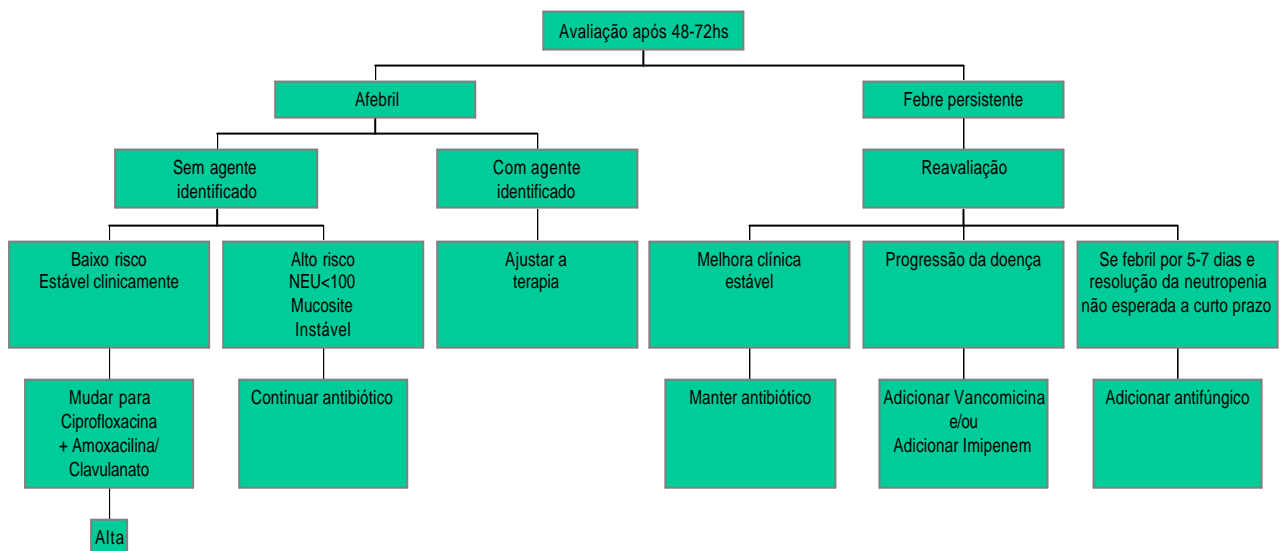 Avaliação após 48-72hs
Afebril
Febre persistente
Sem agente
identificado
Com agente
identificado
Reavaliação
Baixo risco
Estável clinicamente
Alto risco
NEU<100
Mucosite
Instável
Ajustar a
terapia
Melhora clínica
estável
Progressão da doença
Se febril por 5-7 dias e
resolução da neutropenia
não esperada a curto prazo
Mudar para
Ciprofloxacina
+ Amoxacilina/
Clavulanato
Continuar antibiótico
Manter antibiótico
Adicionar Vancomicina
e/ou
Adicionar Imipenem
Adicionar antifúngico
Alta